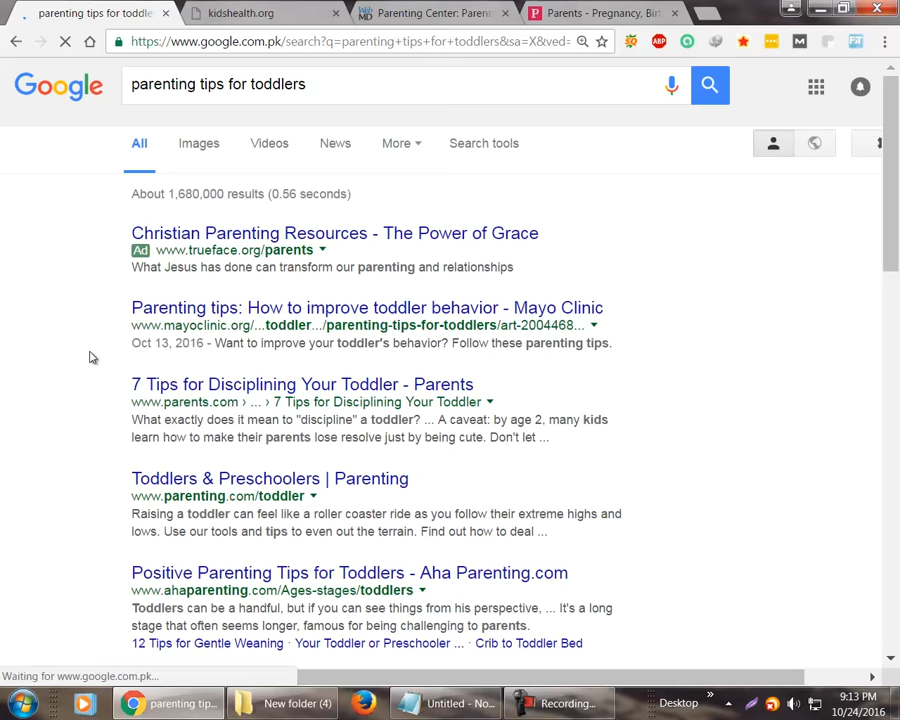 parenting tips for toddle
kidshealth.org
WebMD Parenting Center: Parent
P Parents - Pregnancy, Birt
https://www.google.com.pk/search?q=parenting+tips+for+toddlers&sa=X&ved=
ABP
M
Google
parenting tips for toddlers
All Images Videos News More Search tools
About 1,680,000 results (0.56 seconds)
Christian Parenting Resources - The Power of Grace
Ad www.trueface.org/parents
What Jesus has done can transform our parenting and relationships
Parenting tips: How to improve toddler behavior - Mayo Clinic
www.mayoclinic.org/...toddler.../parenting-tips-for-toddlers/art-2004468...
Oct 13, 2016 - Want to improve your toddler's behavior? Follow these parenting tips.
7 Tips for Disciplining Your Toddler - Parents
www.parents.com › ... › 7 Tips for Disciplining Your Toddler
What exactly does it mean to "discipline" a toddler? ... A caveat: by age 2, many kids
learn how to make their parents lose resolve just by being cute. Don't let ...
Toddlers & Preschoolers | Parenting
www.parenting.com/toddler
Raising a toddler can feel like a roller coaster ride as you follow their extreme highs and
lows. Use our tools and tips to even out the terrain. Find out how to deal ...
Positive Parenting Tips for Toddlers - Aha Parenting.com
www.ahaparenting.com/Ages-stages/toddlers
Toddlers can be a handful, but if you can see things from his perspective, ... It's a long
stage that often seems longer, famous for being challenging to parents.
12 Tips for Gentle Weaning · Your Toddler or Preschooler ... · Crib to Toddler Bed
Waiting for www.google.com.pk...
parenting tip...
New folder (4)
Untitled - No...
Recording...
Desktop
9:13 PM
10/24/2016